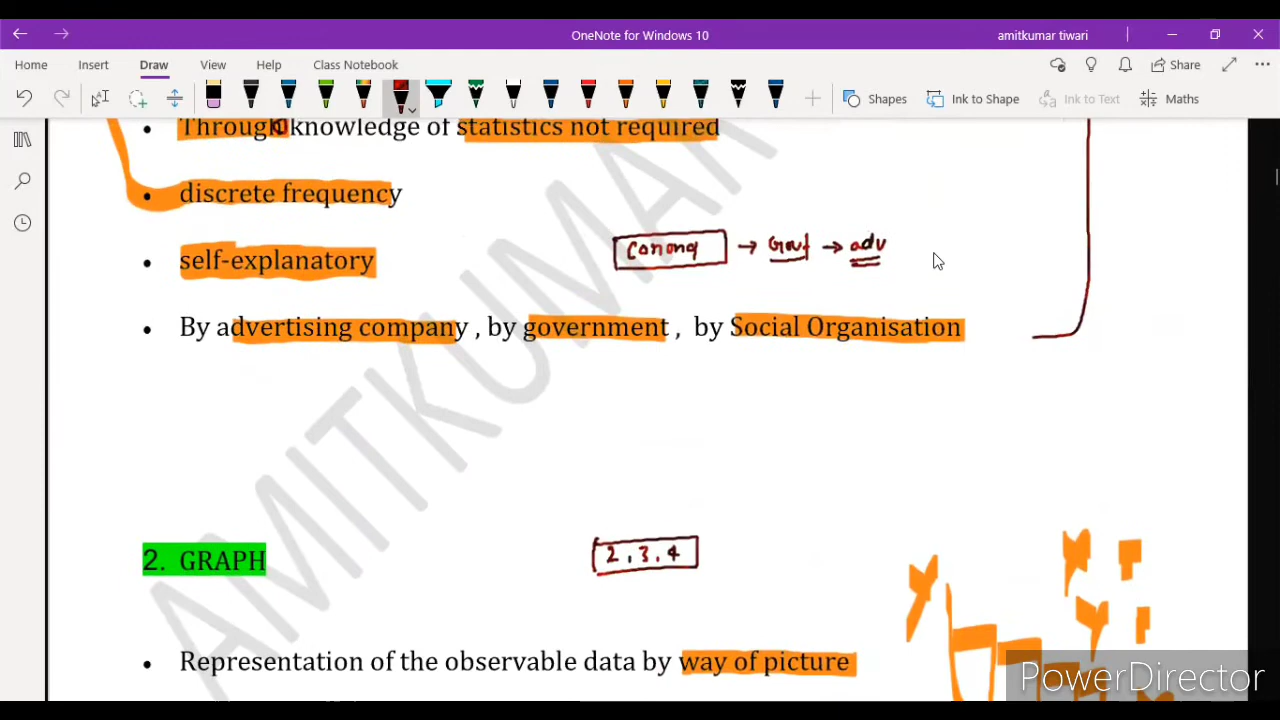 OneNote for Windows 10
amitkumar tiwari
Home Insert Draw View Help Class Notebook Share
Shapes Ink to Shape Ink to Text Maths
• Through knowledge of statistics not required
• discrete frequency
• self-explanatory
Corona → Govt → adv
• By advertising company , by government , by Social Organisation
AMITKUMAR
2. GRAPH
2, 3, 4
• Representation of the observable data by way of picture
PowerDirector